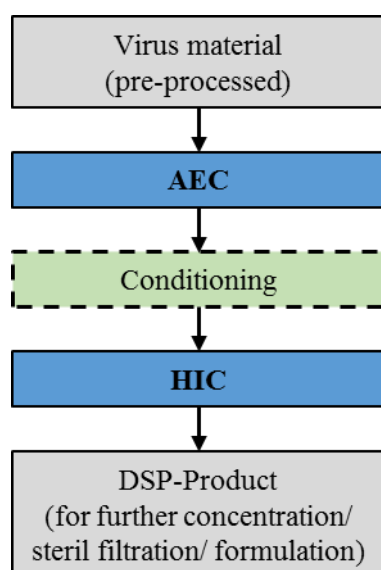 Virus material
(pre-processed)
AEC
Conditioning
HIC
DSP-Product
(for further concentration/
steril filtration/ formulation)